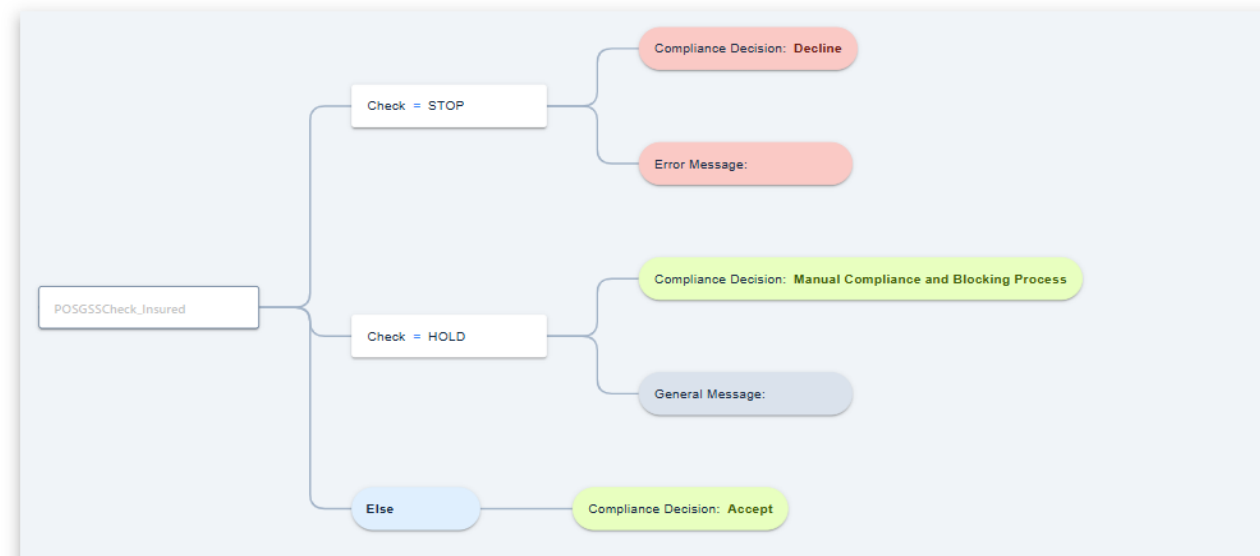 Compliance Decision: Decline
Check = STOP
Error Message:
Compliance Decision: Manual Compliance and Blocking Process
POSGSSCheck_Insured
Check = HOLD
General Message:
Else
Compliance Decision: Accept